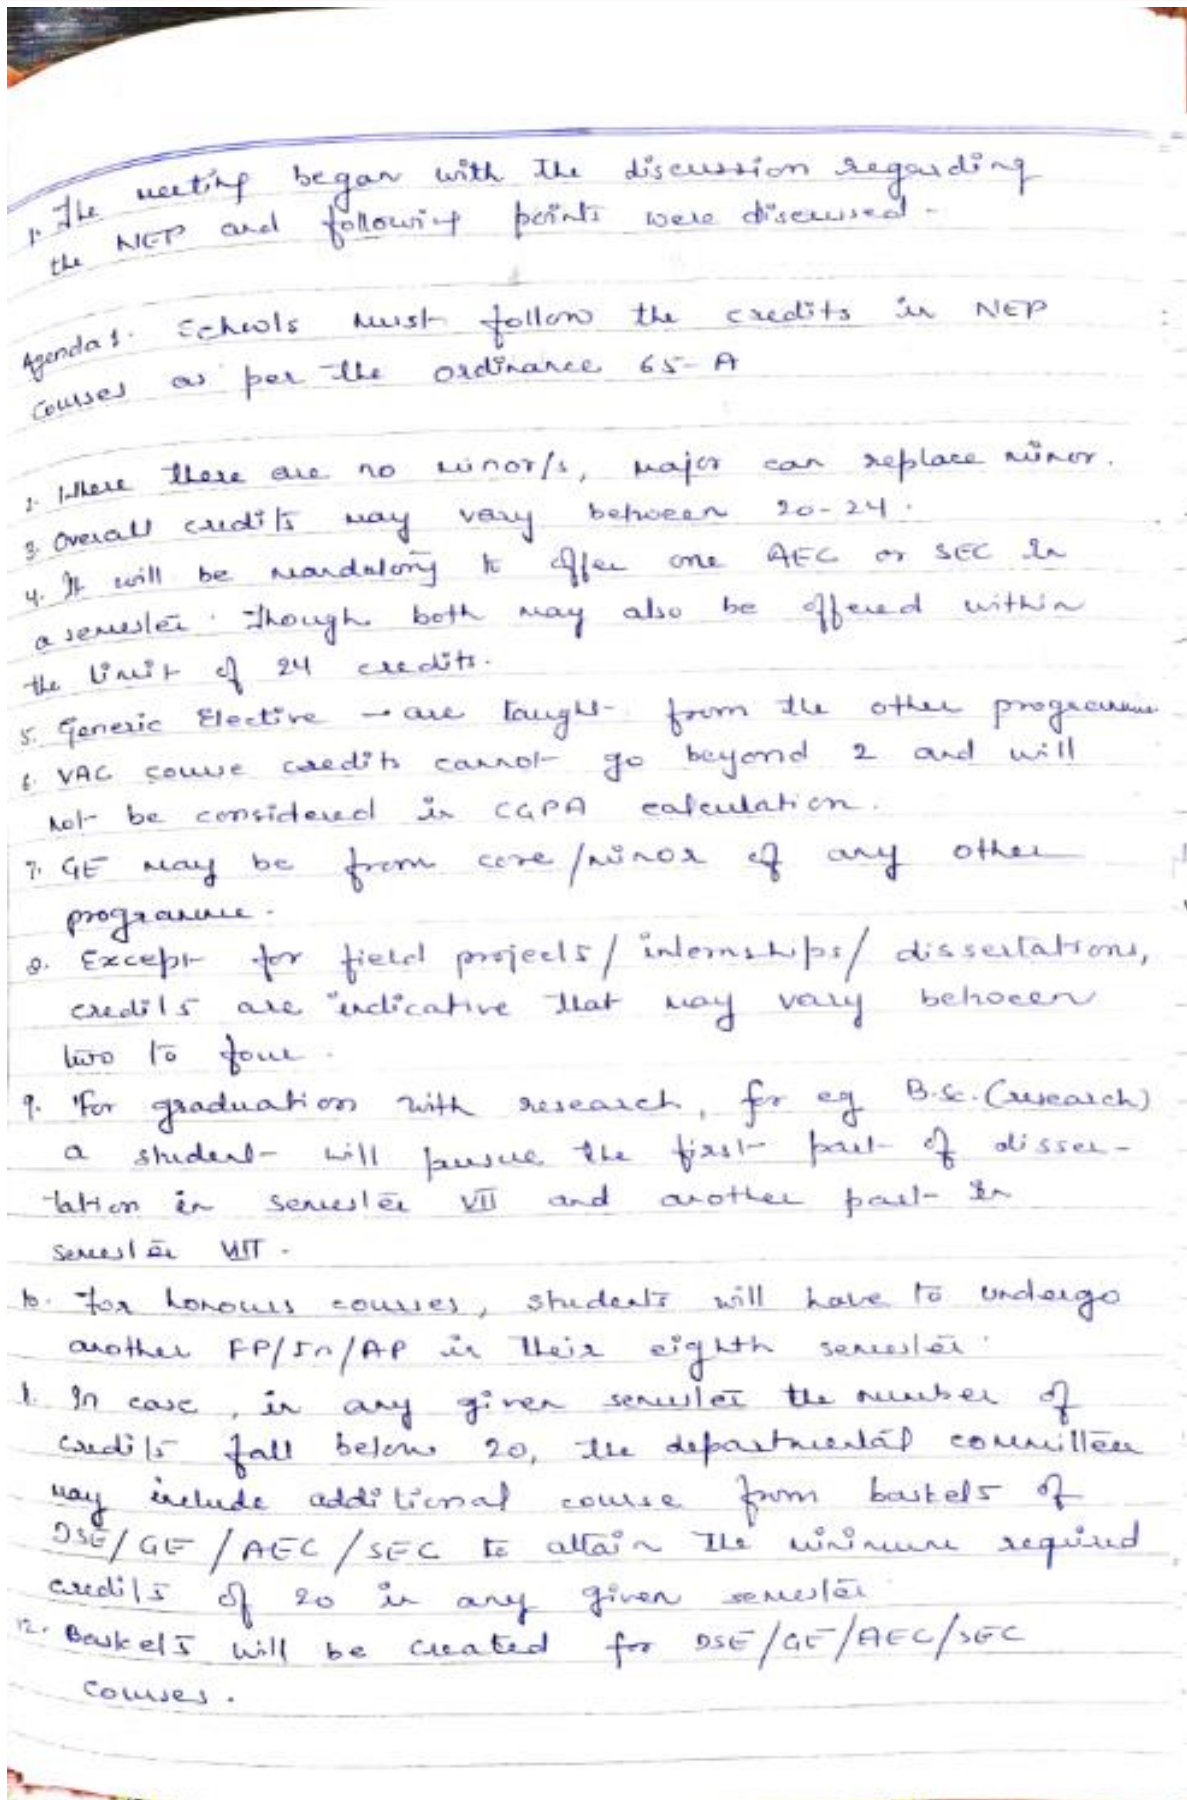 1. The meeting began with the discussion regarding
the NEP and following points were discussed -
Agenda 1. Schools must follow the credits in NEP
courses as per the ordinance 65-A
2. Where there are no minor/s, major can replace minor.
3. Overall credits may vary between 20-24.
4. It will be mandatory to offer one AEC or SEC in
a semester. Though both may also be offered within
the limit of 24 credits.
5. Generic Elective → are taught from the other programme
6. VAC course credits cannot go beyond 2 and will
not be considered in CGPA calculation.
7. GE may be from core/minor of any other
programme.
8. Except for field projects/internships/dissertations,
credits are indicative that may vary between
two to four.
9. For graduation with research, for eg B.Sc. (research)
a student will pursue the first part of disser-
tation in semester VII and another part in
semester VIII.
10. For honours courses, students will have to undergo
another FP/In/AP in their eighth semester.
1. In case, in any given semester the number of
credits fall below 20, the departmental committee
may include additional course from baskets of
DSE/GE/AEC/SEC to attain the minimum required
credits of 20 in any given semester.
12. Baskets will be created for DSE/GE/AEC/SEC
courses.